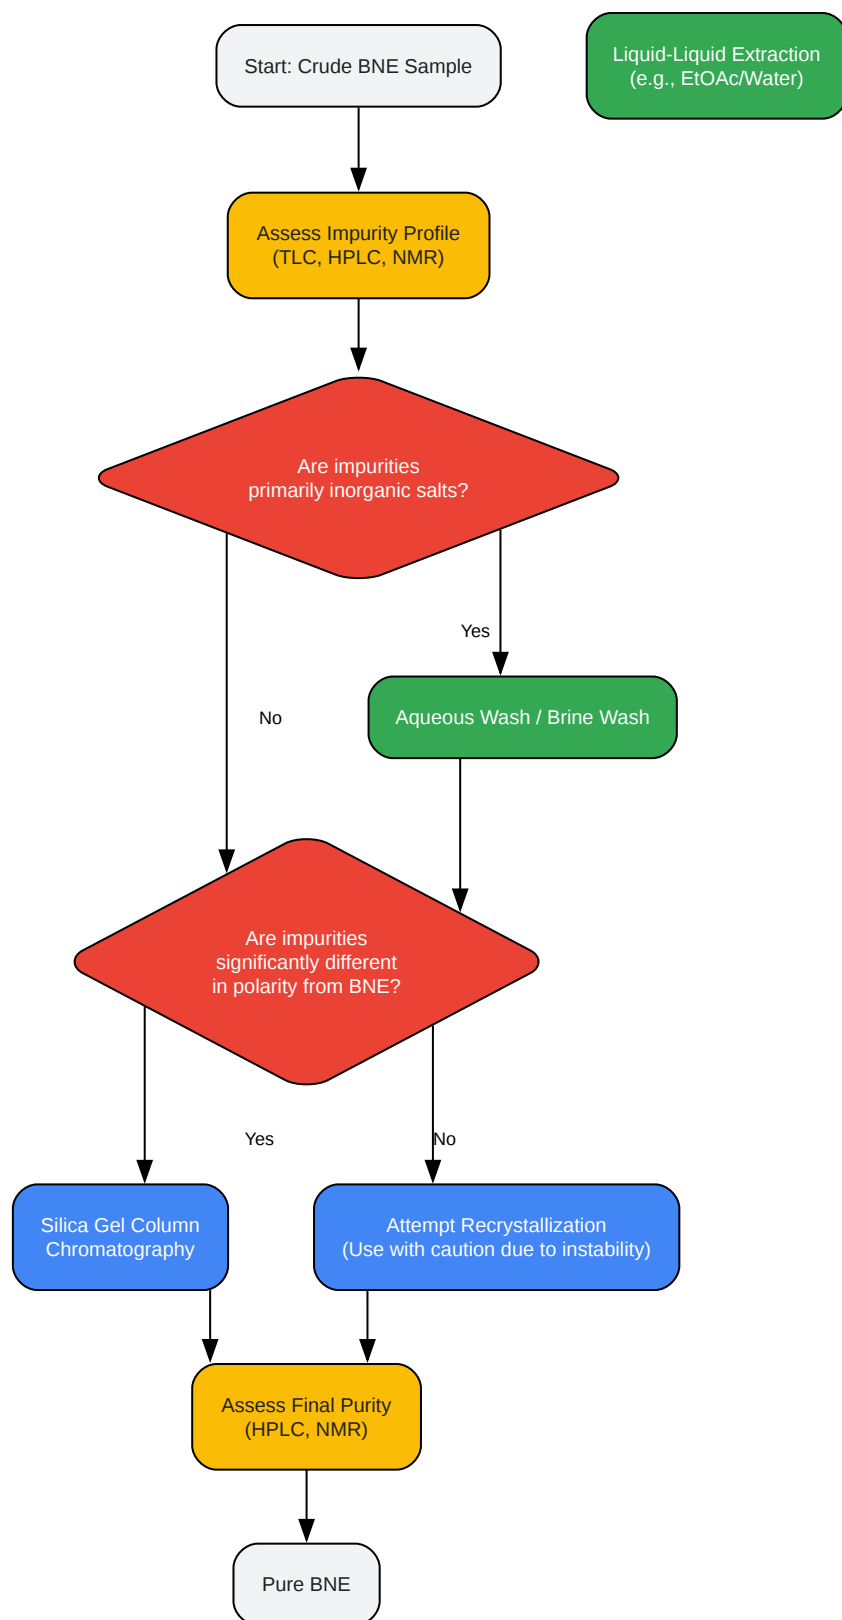 Start: Crude BNE Sample
Liquid-Liquid Extraction
(e.g., EtOAc/Water)
Assess Impurity Profile
(TLC, HPLC, NMR)
Are impurities
primarily inorganic salts?
Yes
No
Aqueous Wash / Brine Wash
Are impurities
significantly different
in polarity from BNE?
Yes
No
Silica Gel Column
Chromatography
Attempt Recrystallization
(Use with caution due to instability)
Assess Final Purity
(HPLC, NMR)
Pure BNE